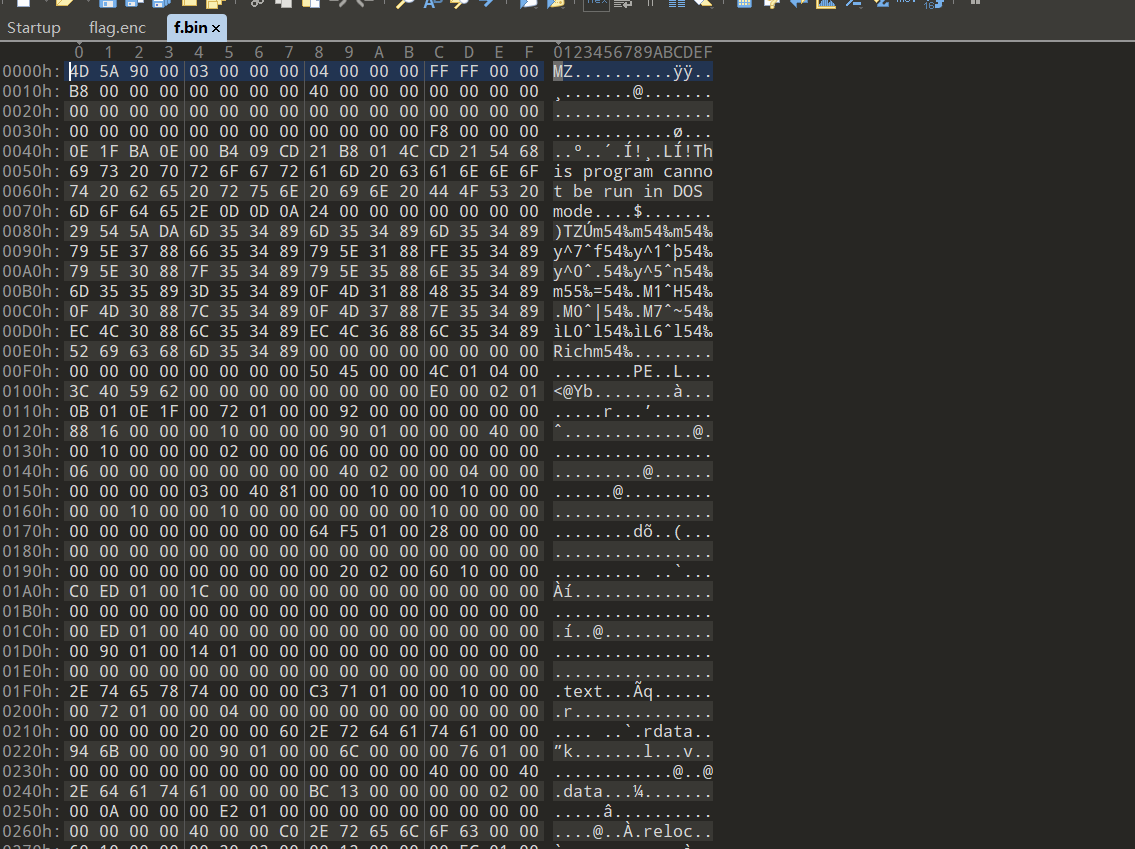 Startup flag.enc f.bin ×
0 1 2 3 4 5 6 7 8 9 A B C D E F 0123456789ABCDEF
0000h: 4D 5A 90 00 03 00 00 00 04 00 00 00 FF FF 00 00 MZ..........ÿÿ..
0010h: B8 00 00 00 00 00 00 00 40 00 00 00 00 00 00 00 ¸.......@.......
0020h: 00 00 00 00 00 00 00 00 00 00 00 00 00 00 00 00 ................
0030h: 00 00 00 00 00 00 00 00 00 00 00 00 F8 00 00 00 ............ø...
0040h: 0E 1F BA 0E 00 B4 09 CD 21 B8 01 4C CD 21 54 68 ..º..´.Í!¸.LÍ!Th
0050h: 69 73 20 70 72 6F 67 72 61 6D 20 63 61 6E 6E 6F is program canno
0060h: 74 20 62 65 20 72 75 6E 20 69 6E 20 44 4F 53 20 t be run in DOS
0070h: 6D 6F 64 65 2E 0D 0D 0A 24 00 00 00 00 00 00 00 mode....$.......
0080h: 29 54 5A DA 6D 35 34 89 6D 35 34 89 6D 35 34 89 )TZÚm54‰m54‰m54‰
0090h: 79 5E 37 88 66 35 34 89 79 5E 31 88 FE 35 34 89 y^7ˆf54‰y^1ˆþ54‰
00A0h: 79 5E 30 88 7F 35 34 89 79 5E 35 88 6E 35 34 89 y^0ˆ.54‰y^5ˆn54‰
00B0h: 6D 35 35 89 3D 35 34 89 0F 4D 31 88 48 35 34 89 m55‰=54‰.M1ˆH54‰
00C0h: 0F 4D 30 88 7C 35 34 89 0F 4D 37 88 7E 35 34 89 .M0ˆ|54‰.M7ˆ~54‰
00D0h: EC 4C 30 88 6C 35 34 89 EC 4C 36 88 6C 35 34 89 ìL0ˆl54‰ìL6ˆl54‰
00E0h: 52 69 63 68 6D 35 34 89 00 00 00 00 00 00 00 00 Richm54‰........
00F0h: 00 00 00 00 00 00 00 00 50 45 00 00 4C 01 04 00 ........PE..L...
0100h: 3C 40 59 62 00 00 00 00 00 00 00 00 E0 00 02 01 <@Yb........à...
0110h: 0B 01 0E 1F 00 72 01 00 00 92 00 00 00 00 00 00 .....r...’......
0120h: 88 16 00 00 00 10 00 00 00 90 01 00 00 00 40 00 ˆ.............@.
0130h: 00 10 00 00 00 02 00 00 06 00 00 00 00 00 00 00 ................
0140h: 06 00 00 00 00 00 00 00 00 40 02 00 00 04 00 00 .........@......
0150h: 00 00 00 00 03 00 40 81 00 00 10 00 00 10 00 00 ......@.........
0160h: 00 00 10 00 00 10 00 00 00 00 00 00 10 00 00 00 ................
0170h: 00 00 00 00 00 00 00 00 64 F5 01 00 28 00 00 00 ........dõ..(...
0180h: 00 00 00 00 00 00 00 00 00 00 00 00 00 00 00 00 ................
0190h: 00 00 00 00 00 00 00 00 00 20 02 00 60 10 00 00 ......... ..`...
01A0h: C0 ED 01 00 1C 00 00 00 00 00 00 00 00 00 00 00 Àí..............
01B0h: 00 00 00 00 00 00 00 00 00 00 00 00 00 00 00 00 ................
01C0h: 00 ED 01 00 40 00 00 00 00 00 00 00 00 00 00 00 .í..@...........
01D0h: 00 90 01 00 14 01 00 00 00 00 00 00 00 00 00 00 ................
01E0h: 00 00 00 00 00 00 00 00 00 00 00 00 00 00 00 00 ................
01F0h: 2E 74 65 78 74 00 00 00 C3 71 01 00 00 10 00 00 .text...Ãq......
0200h: 00 72 01 00 00 04 00 00 00 00 00 00 00 00 00 00 .r..............
0210h: 00 00 00 00 20 00 00 60 2E 72 64 61 74 61 00 00 .... ..`.rdata..
0220h: 94 6B 00 00 00 90 01 00 00 6C 00 00 00 76 01 00 ”k.......l...v..
0230h: 00 00 00 00 00 00 00 00 00 00 00 00 40 00 00 40 ............@..@
0240h: 2E 64 61 74 61 00 00 00 BC 13 00 00 00 00 02 00 .data...¼.......
0250h: 00 0A 00 00 00 E2 01 00 00 00 00 00 00 00 00 00 .....â..........
0260h: 00 00 00 00 40 00 00 C0 2E 72 65 6C 6F 63 00 00 ....@..À.reloc..